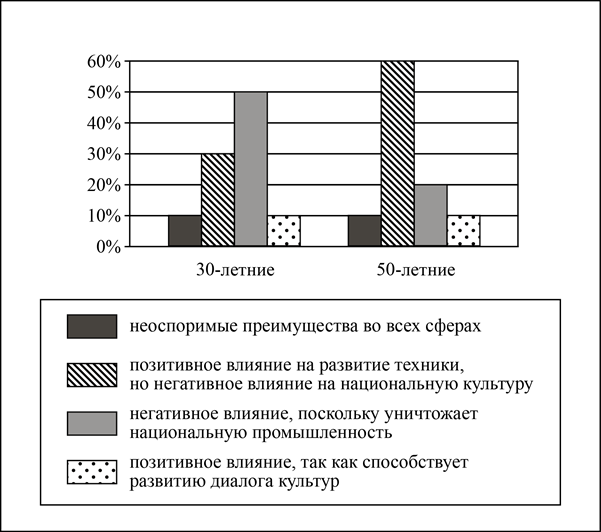 60%
50%
40%
30%
20%
10%
0%
30-летние
50-летние
неоспоримые преимущества во всех сферах
позитивное влияние на развитие техники,
но негативное влияние на национальную культуру
негативное влияние, поскольку уничтожает
национальную промышленность
позитивное влияние, так как способствует
развитию диалога культур